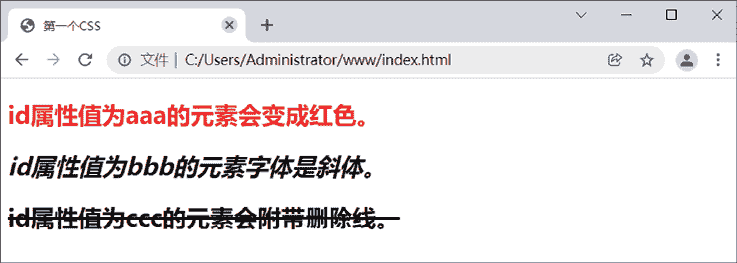 第一个CSS
文件 | C:/Users/Administrator/www/index.html
id属性值为aaa的元素会变成红色。
id属性值为bbb的元素字体是斜体。
id属性值为ccc的元素会附带删除线。